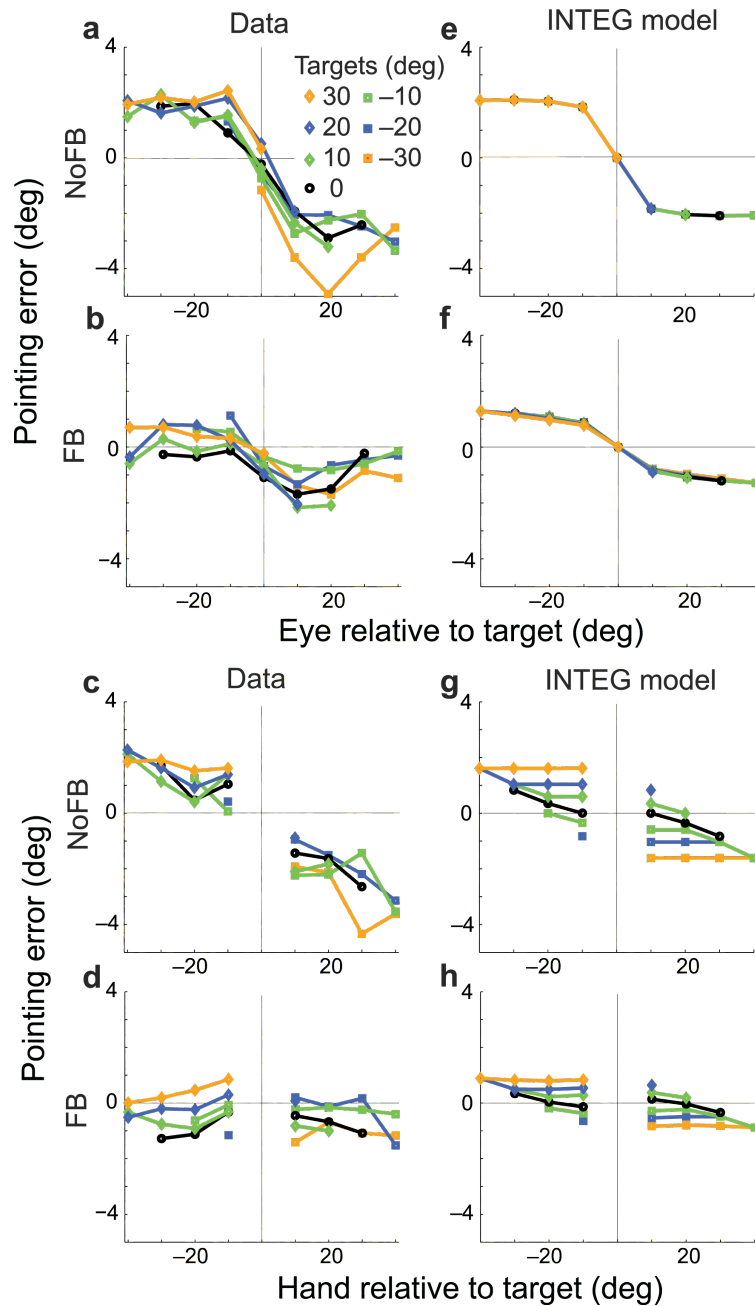 a Data e INTEG model
4 4
Targets (deg)
30 –10
20 –20
10 –30
0
0 0
NoFB
–4 –4
–20 20
b f
4 4
Pointing error (deg)
0 0
FB
–4 –4
–20 20 –20 20
Eye relative to target (deg)
c Data g INTEG model
4 4
0 0
NoFB
–4 –4
–20 20 –20 20
d h
4 4
Pointing error (deg)
0 0
FB
–4 –4
–20 20 –20 20
Hand relative to target (deg)